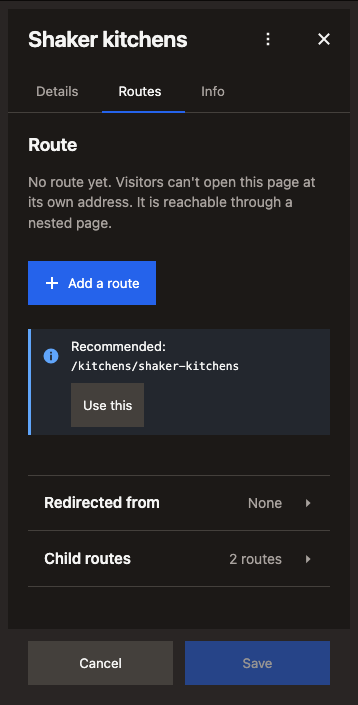 Shaker kitchens
Details Routes Info
Route
No route yet. Visitors can't open this page at
its own address. It is reachable through a
nested page.
Add a route
Recommended:
/kitchens/shaker-kitchens
Use this
Redirected from None
Child routes 2 routes
Cancel Save